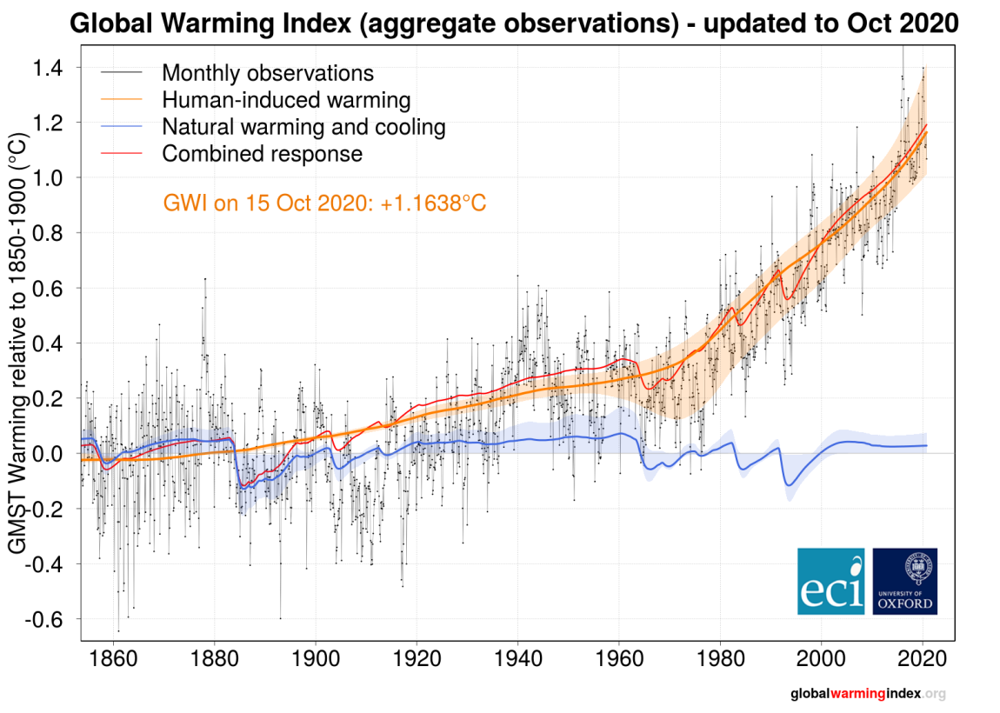 Global Warming Index (aggregate observations) - updated to Oct 2020
GMST Warming relative to 1850-1900 (°C)
1.4
1.2
1.0
0.8
0.6
0.4
0.2
0.0
-0.2
-0.4
-0.6
Monthly observations
Human-induced warming
Natural warming and cooling
Combined response
GWI on 15 Oct 2020: +1.1638°C
eci
UNIVERSITY OF
OXFORD
1860 1880 1900 1920 1940 1960 1980 2000 2020
globalwarmingindex.org